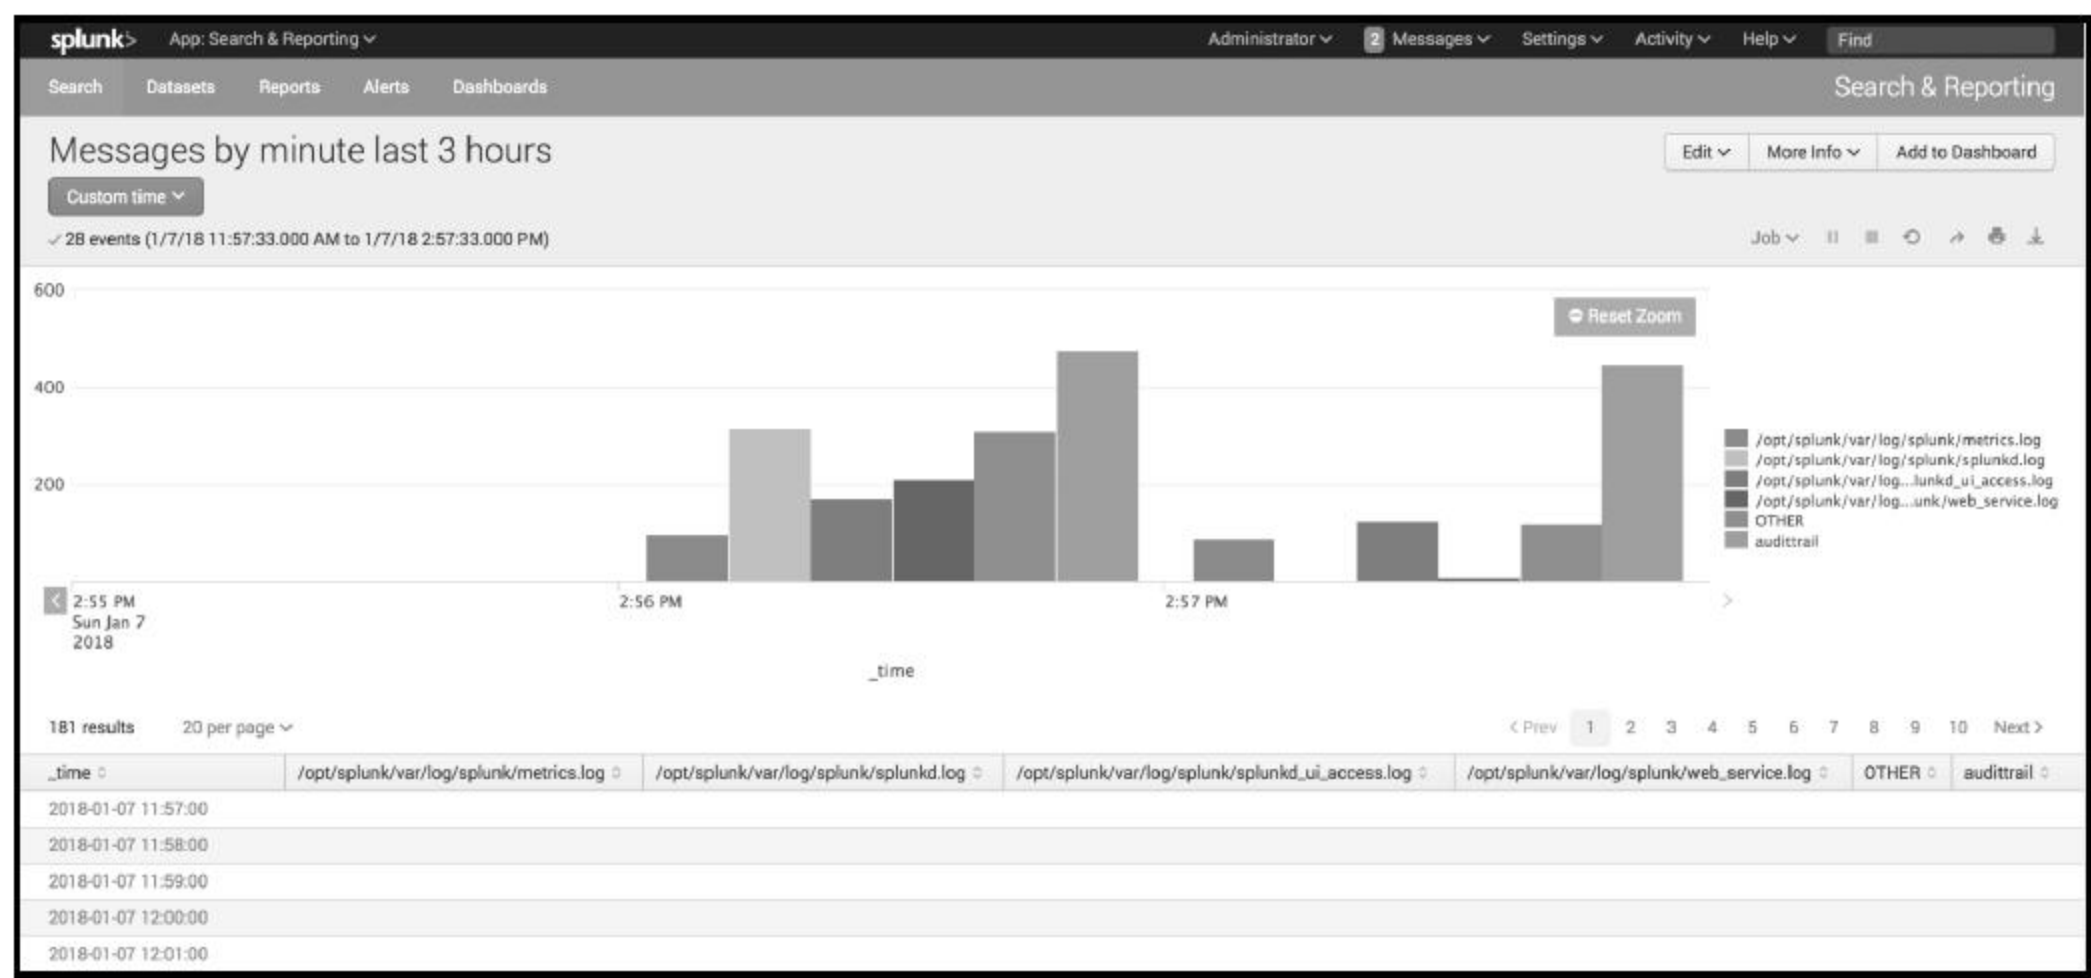 splunk> App: Search & Reporting Administrator 2 Messages Settings Activity Help Find
Search Datasets Reports Alerts Dashboards Search & Reporting
Messages by minute last 3 hours
Edit More Info Add to Dashboard
Custom time
28 events (1/7/18 11:57:33.000 AM to 1/7/18 2:57:33.000 PM)
Job
600
Reset Zoom
400
200
/opt/splunk/var/log/splunk/metrics.log
/opt/splunk/var/log/splunk/splunkd.log
/opt/splunk/var/log...lunkd_ui_access.log
/opt/splunk/var/log...unk/web_service.log
OTHER
audittrail
2:55 PM 2:56 PM 2:57 PM
Sun Jan 7
2018
_time
181 results 20 per page < Prev 1 2 3 4 5 6 7 8 9 10 Next >
_time /opt/splunk/var/log/splunk/metrics.log /opt/splunk/var/log/splunk/splunkd.log /opt/splunk/var/log/splunk/splunkd_ui_access.log /opt/splunk/var/log/splunk/web_service.log OTHER audittrail
2018-01-07 11:57:00
2018-01-07 11:58:00
2018-01-07 11:59:00
2018-01-07 12:00:00
2018-01-07 12:01:00